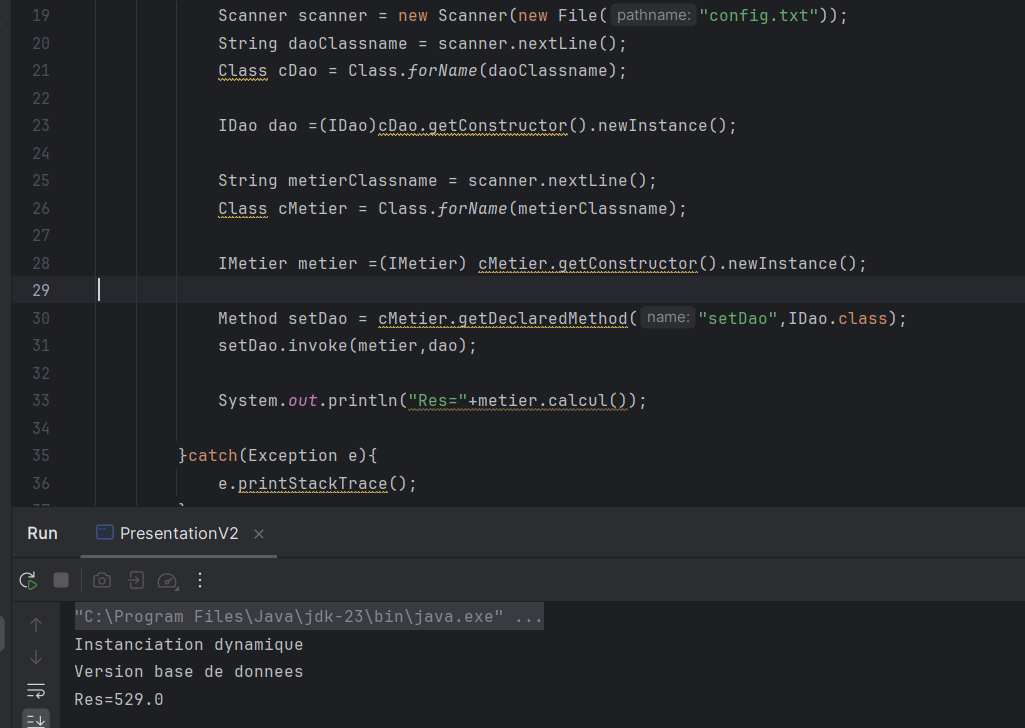 19 Scanner scanner = new Scanner(new File( pathname: "config.txt"));
20 String daoClassname = scanner.nextLine();
21 Class cDao = Class.forName(daoClassname);
22
23 IDao dao =(IDao)cDao.getConstructor().newInstance();
24
25 String metierClassname = scanner.nextLine();
26 Class cMetier = Class.forName(metierClassname);
27
28 IMetier metier =(IMetier) cMetier.getConstructor().newInstance();
29
30 Method setDao = cMetier.getDeclaredMethod( name: "setDao",IDao.class);
31 setDao.invoke(metier,dao);
32
33 System.out.println("Res="+metier.calcul());
34
35 }catch(Exception e){
36 e.printStackTrace();
Run PresentationV2
"C:\Program Files\Java\jdk-23\bin\java.exe" ...
Instanciation dynamique
Version base de donnees
Res=529.0